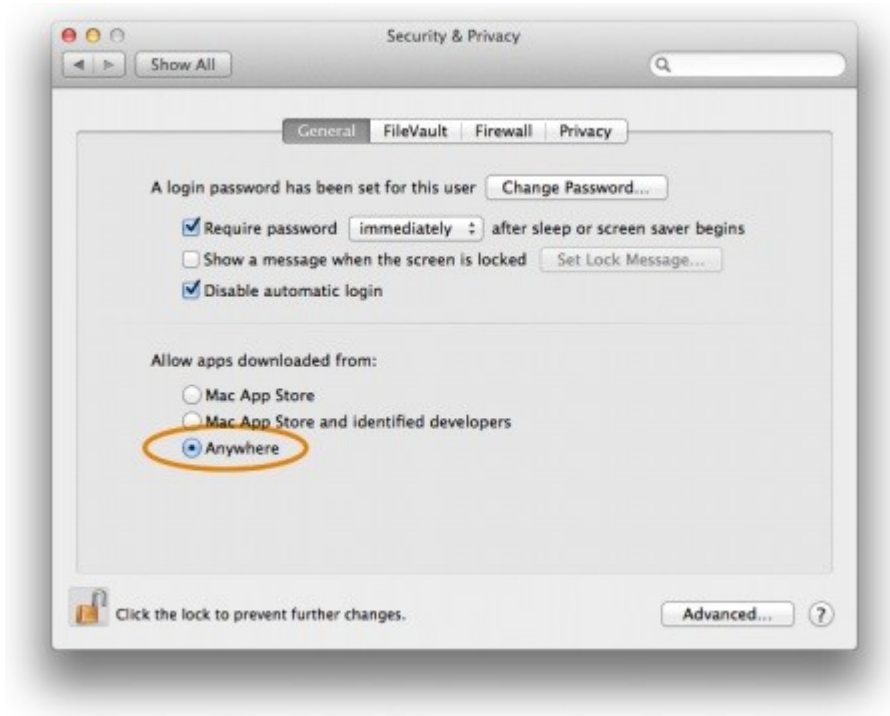 Security & Privacy
Show All
General FileVault Firewall Privacy
A login password has been set for this user Change Password...
Require password immediately after sleep or screen saver begins
Show a message when the screen is locked Set Lock Message...
Disable automatic login
Allow apps downloaded from:
Mac App Store
Mac App Store and identified developers
Anywhere
Click the lock to prevent further changes. Advanced... ?